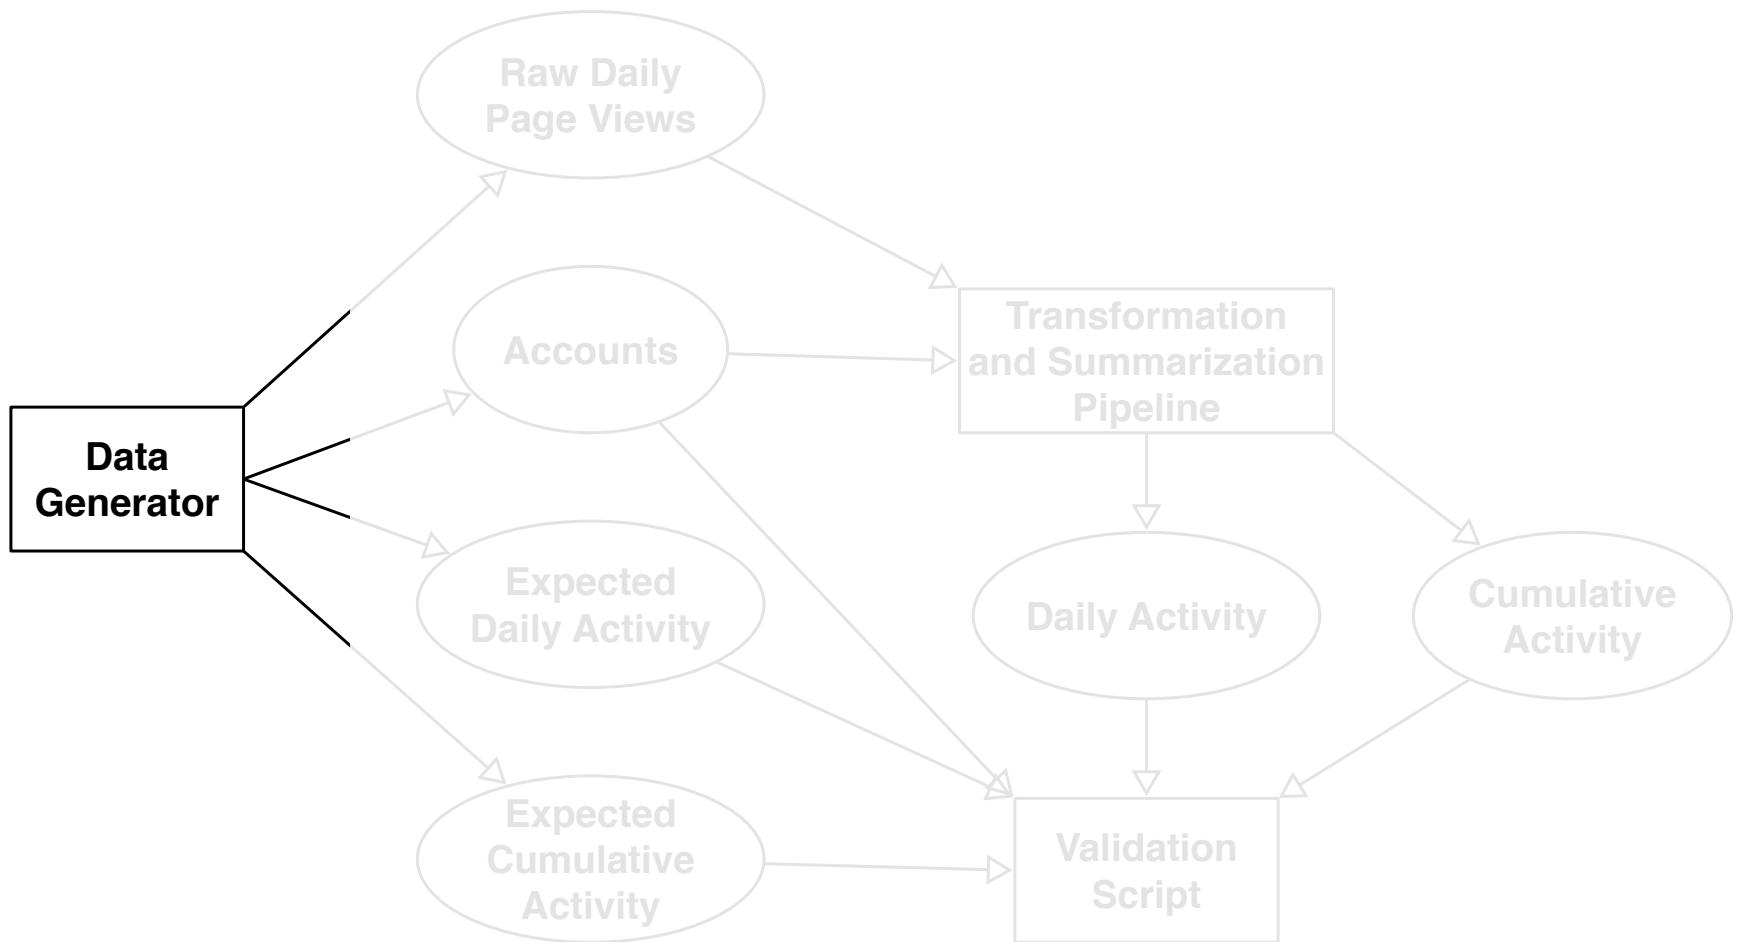 Raw Daily
Page Views
Accounts
Transformation
and Summarization
Pipeline
Data
Generator
Expected
Daily Activity
Daily Activity
Cumulative
Activity
Expected
Cumulative
Activity
Validation
Script